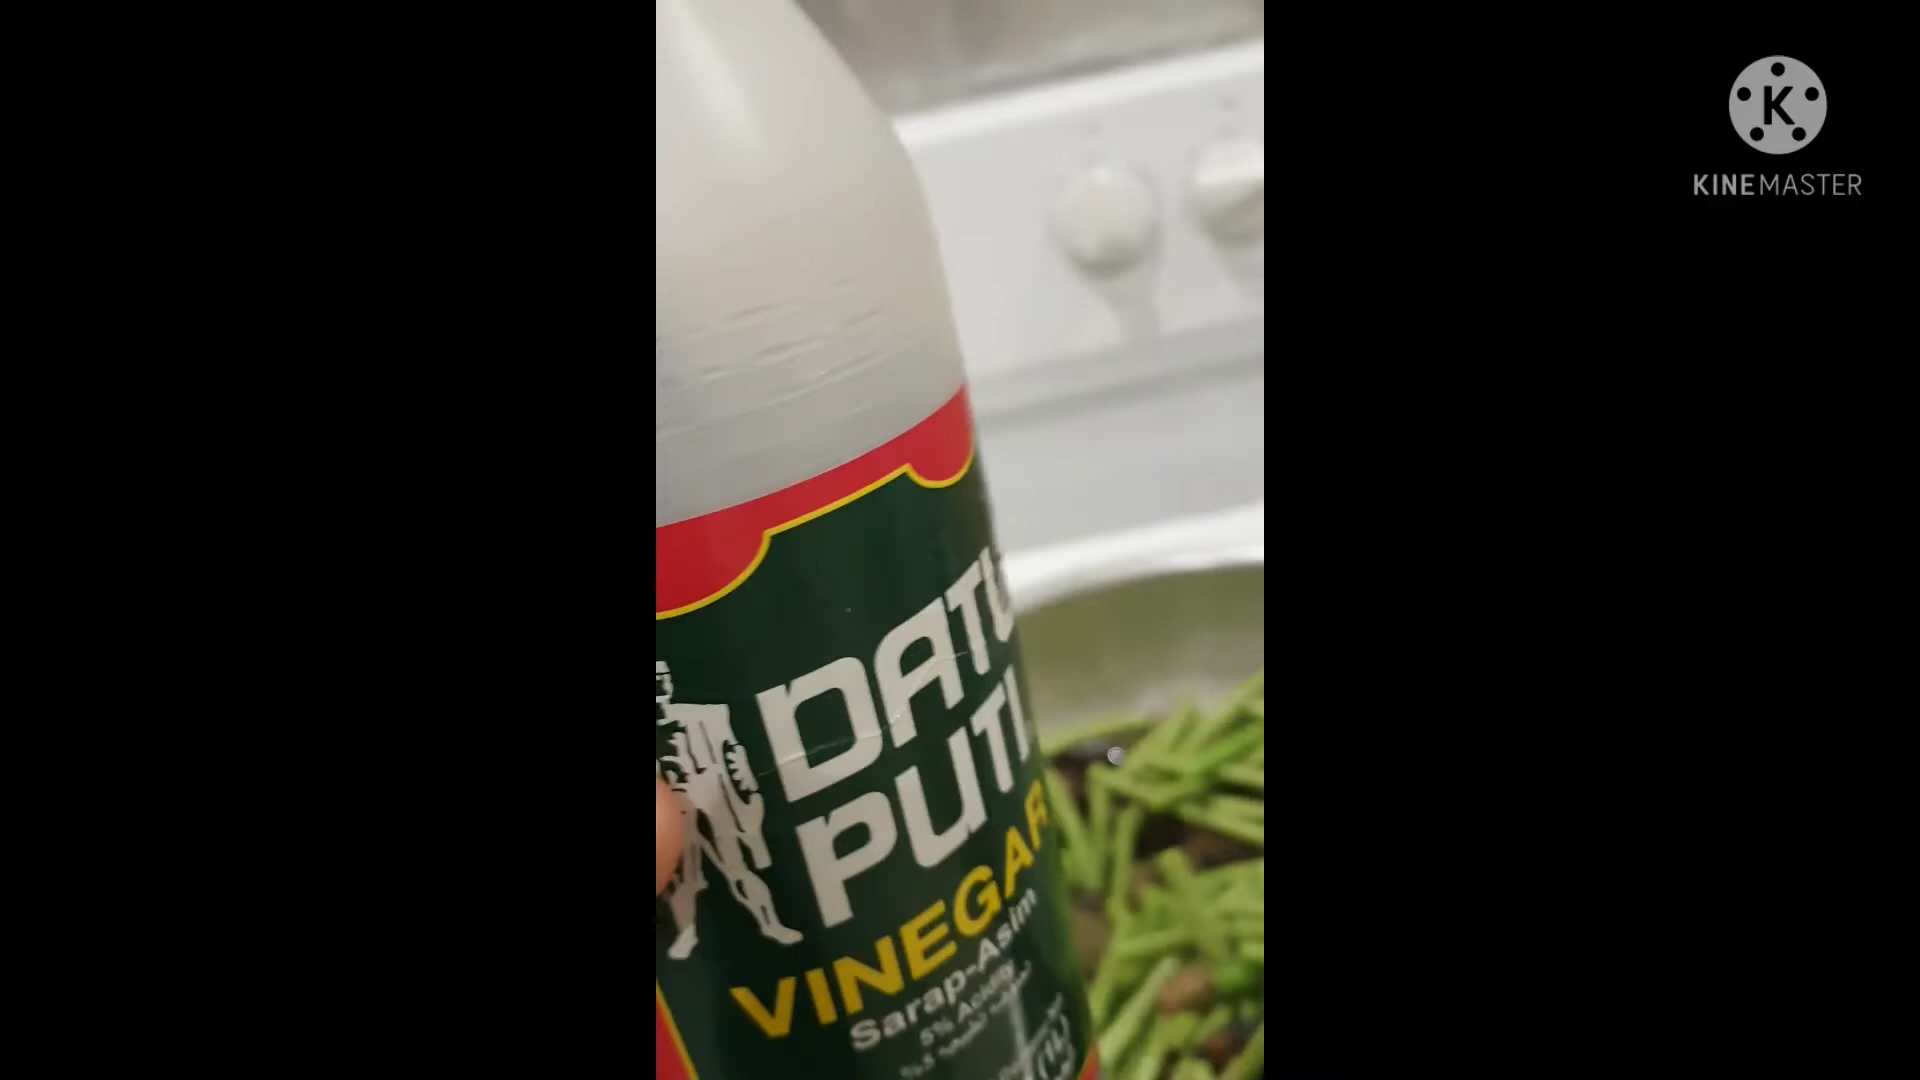 K
KINEMASTER
DATU
PUTI
VINEGAR
Sarap-Asim
5% Acidity